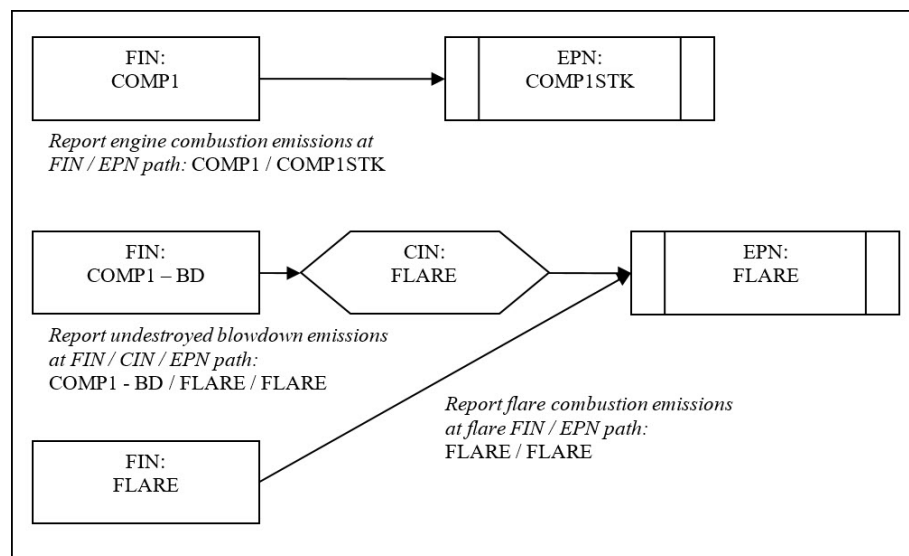 FIN:
COMP1
EPN:
COMP1STK
Report engine combustion emissions at
FIN / EPN path: COMP1 / COMP1STK
FIN:
COMP1 – BD
CIN:
FLARE
EPN:
FLARE
Report undestroyed blowdown emissions
at FIN / CIN / EPN path:
COMP1 - BD / FLARE / FLARE
Report flare combustion emissions
at flare FIN / EPN path:
FLARE / FLARE
FIN:
FLARE